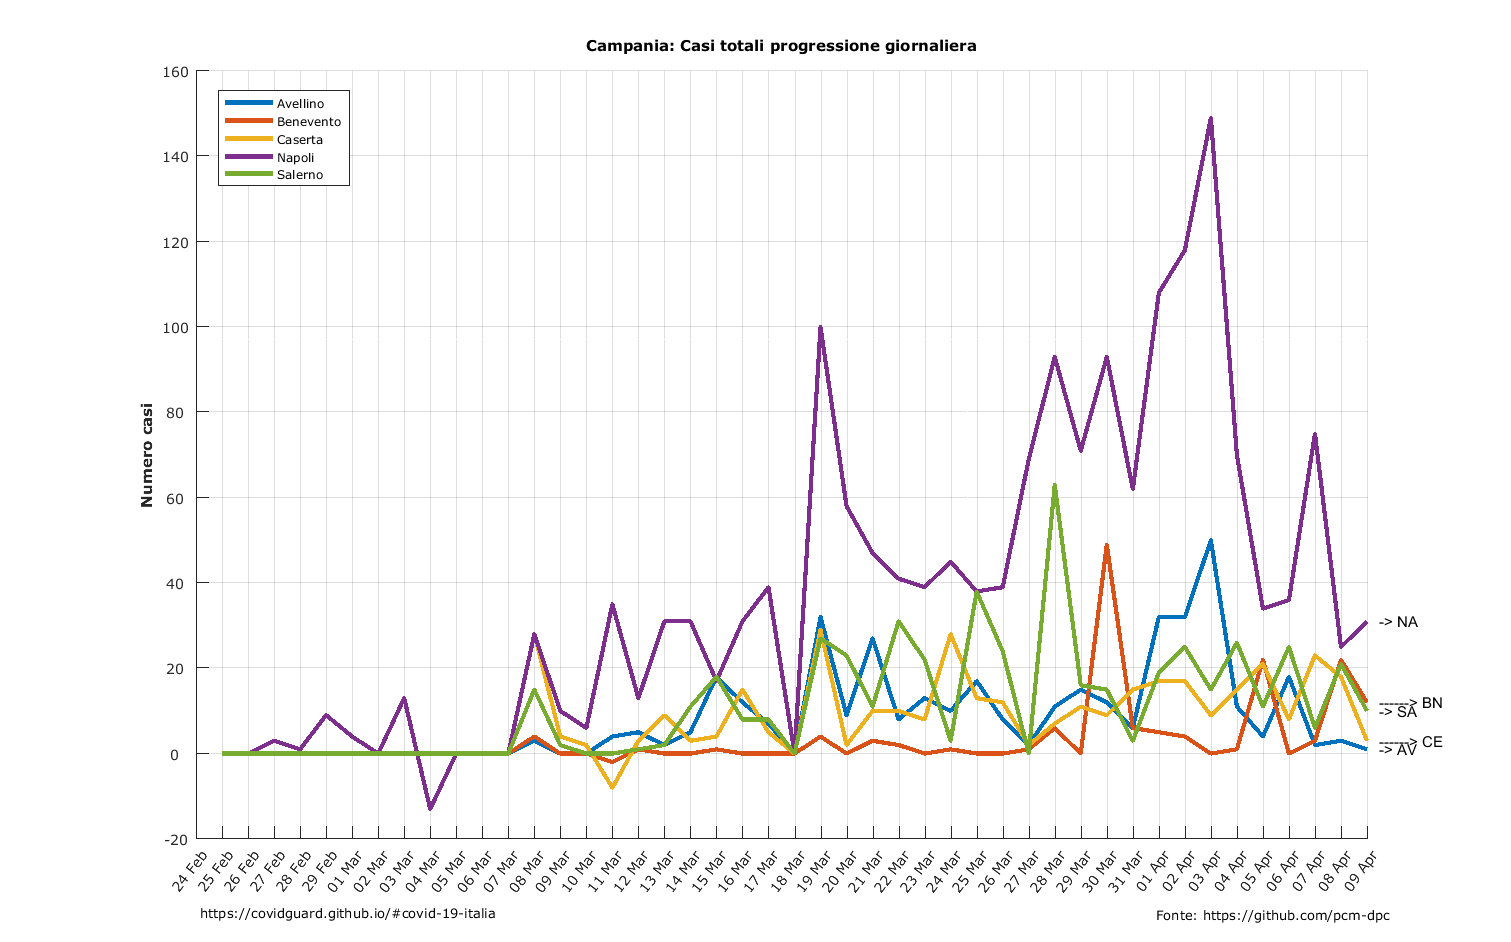 Campania: Casi totali progressione giornaliera
160
140
120
100
80
60
40
20
0
-20
Numero casi
Avellino
Benevento
Caserta
Napoli
Salerno
-> NA
-----> BN
-> SA
-----> CE
-> AV
24 Feb
25 Feb
26 Feb
27 Feb
28 Feb
29 Feb
01 Mar
02 Mar
03 Mar
04 Mar
05 Mar
06 Mar
07 Mar
08 Mar
09 Mar
10 Mar
11 Mar
12 Mar
13 Mar
14 Mar
15 Mar
16 Mar
17 Mar
18 Mar
19 Mar
20 Mar
21 Mar
22 Mar
23 Mar
24 Mar
25 Mar
26 Mar
27 Mar
28 Mar
29 Mar
30 Mar
31 Mar
01 Apr
02 Apr
03 Apr
04 Apr
05 Apr
06 Apr
07 Apr
08 Apr
09 Apr
https://covidguard.github.io/#covid-19-italia
Fonte: https://github.com/pcm-dpc